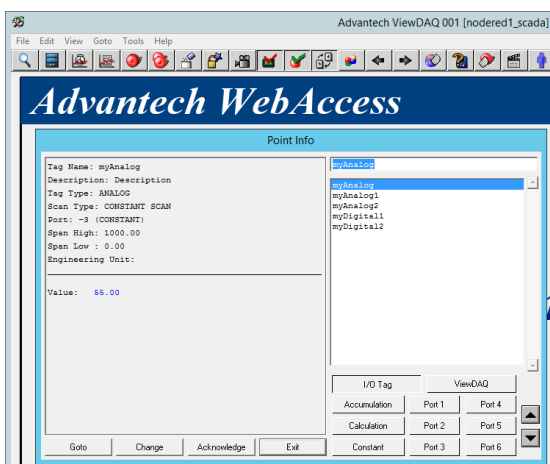 Advantech ViewDAQ 001 [nodered1_scada]
File Edit View Goto Tools Help
Advantech WebAccess
Point Info
Tag Name: myAnalog
Description: Description
Tag Type: ANALOG
Scan Type: CONSTANT SCAN
Port: -3 (CONSTANT)
Span High: 1000.00
Span Low : 0.00
Engineering Unit:
Value: 55.00
myAnalog
myAnalog
myAnalog1
myAnalog2
myDigital1
myDigital2
I/O Tag ViewDAQ
Accumulation Port 1 Port 4
Calculation Port 2 Port 5
Goto Change Acknowledge Exit Constant Port 3 Port 6